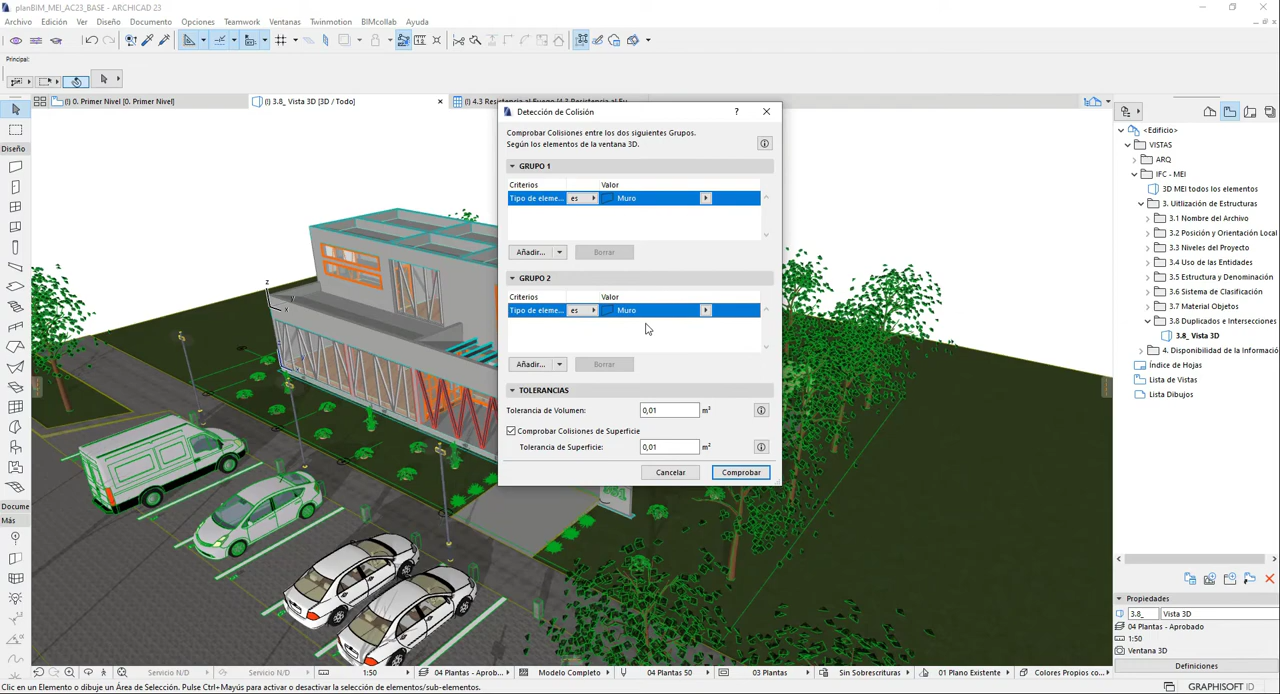 planBIM_MEI_AC23_BASE - ARCHICAD 23
Archivo Edición Ver Diseño Documento Opciones Teamwork Ventanas Twinmotion BIMcollab Ayuda
Principal:
(I) 0. Primer Nivel [0. Primer Nivel]
(I) 3.8_ Vista 3D [3D / Todo]
Diseño
Docume
Más
Detección de Colisión
Comprobar Colisiones entre los dos siguientes Grupos.
Según los elementos de la ventana 3D.
GRUPO 1
Criterios Valor
Tipo de eleme... es Muro
Añadir... Borrar
GRUPO 2
Criterios Valor
Tipo de eleme... es Muro
Añadir... Borrar
TOLERANCIAS
Tolerancia de Volumen: 0,01
Comprobar Colisiones de Superficie
Tolerancia de Superficie: 0,01 m²
Cancelar Comprobar
z
<Edificio>
VISTAS
ARQ
IFC - MEI
3D MEI todos los elementos
3. Uitlización de Estructuras
3.1 Nombre del Archivo
3.2 Posición y Orientación Local
3.3 Niveles del Proyecto
3.4 Uso de las Entidades
3.5 Estructura y Denominación
3.6 Sistema de Clasificación
3.7 Material Objetos
3.8 Duplicados e Intersecciones
3.8_ Vista 3D
4. Disponibilidad de la Informació
Índice de Hojas
Lista de Vistas
Lista Dibujos
Propiedades
3.8_ Vista 3D
04 Plantas - Aprobado
1:50
Ventana 3D
Definiciones
Servicio N/D Servicio N/D 1:50 04 Plantas - Aprob... Modelo Completo 04 Plantas 50 03 Plantas Sin Sobrescrituras 01 Plano Existente Colores Propios co...
Clic en un Elemento o dibuje un Área de Selección. Pulse Ctrl+Mayús para activar o desactivar la selección de elementos/sub-elementos.
GRAPHISOFT ID